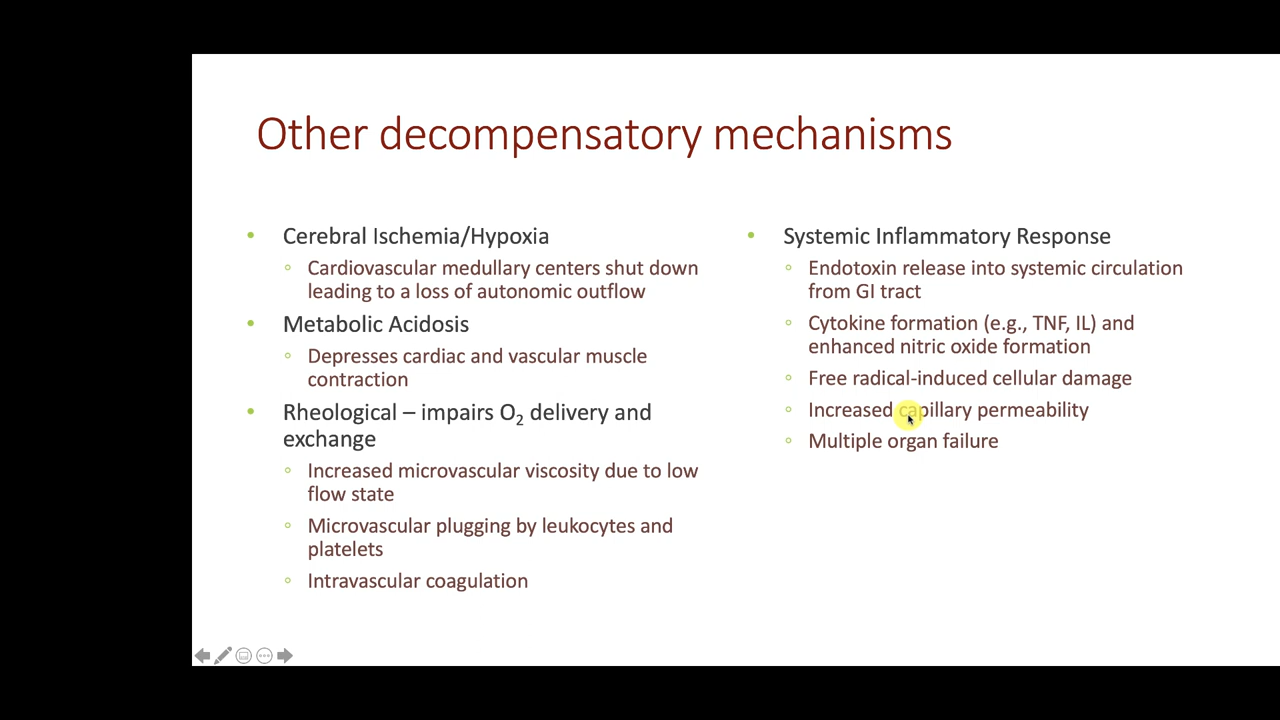 Other decompensatory mechanisms
• Cerebral Ischemia/Hypoxia
◦ Cardiovascular medullary centers shut down
leading to a loss of autonomic outflow
• Metabolic Acidosis
◦ Depresses cardiac and vascular muscle
contraction
• Rheological – impairs O₂ delivery and
exchange
◦ Increased microvascular viscosity due to low
flow state
◦ Microvascular plugging by leukocytes and
platelets
◦ Intravascular coagulation
• Systemic Inflammatory Response
◦ Endotoxin release into systemic circulation
from GI tract
◦ Cytokine formation (e.g., TNF, IL) and
enhanced nitric oxide formation
◦ Free radical-induced cellular damage
◦ Increased capillary permeability
◦ Multiple organ failure